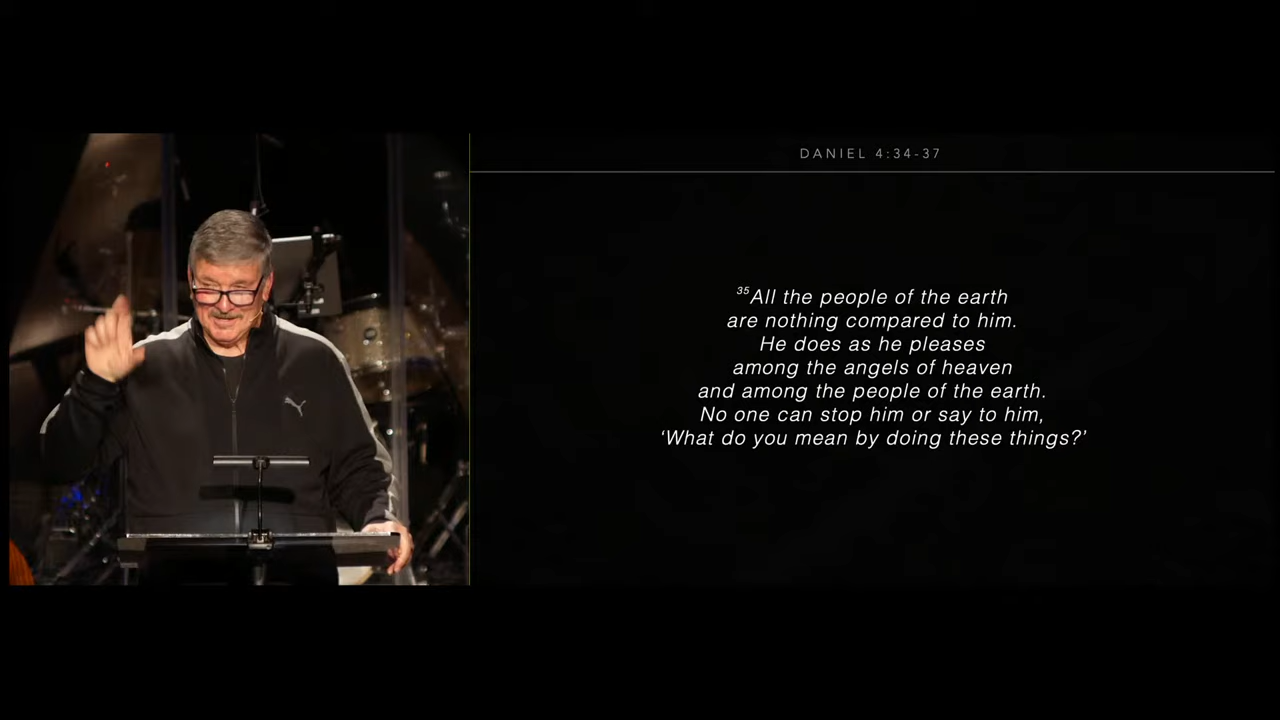 DANIEL 4:34-37
³⁵All the people of the earth
are nothing compared to him.
He does as he pleases
among the angels of heaven
and among the people of the earth.
No one can stop him or say to him,
‘What do you mean by doing these things?’